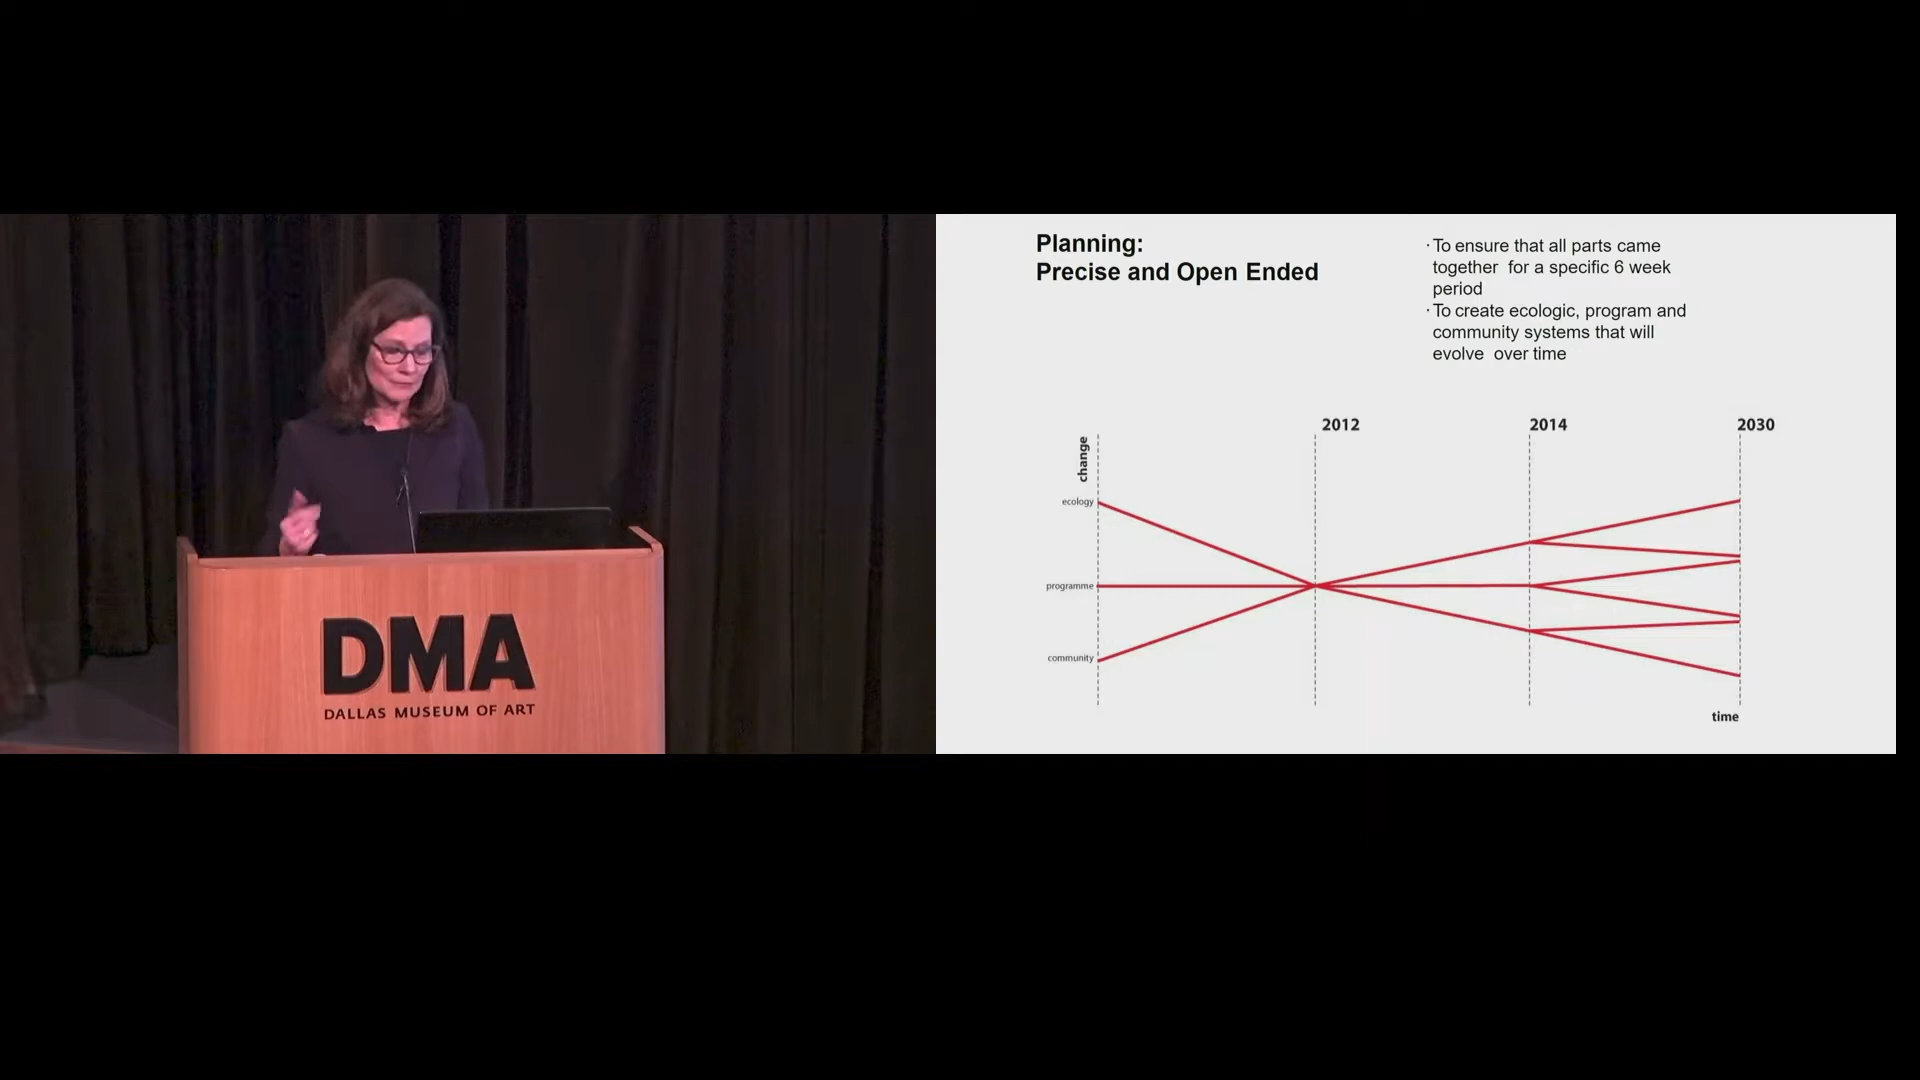 DMA
DALLAS MUSEUM OF ART
Planning:
Precise and Open Ended
· To ensure that all parts came
together for a specific 6 week
period
· To create ecologic, program and
community systems that will
evolve over time
2012
2014
2030
change
ecology
programme
community
time